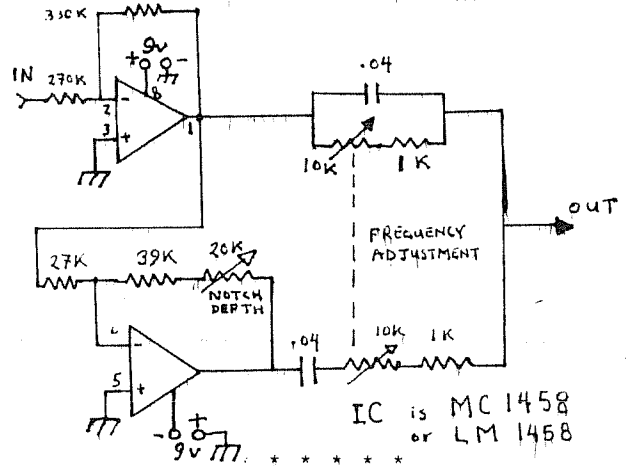 330K
9v
+ -
IN
270K
8
.04
2
-
3
+
1
10K
1K
OUT
FREQUENCY
ADJUSTMENT
27K
39K
20K
NOTCH
DEPTH
-
5
+
.04
10K
1K
- +
9v
IC is MC 1458
or LM 1458
* * * * *